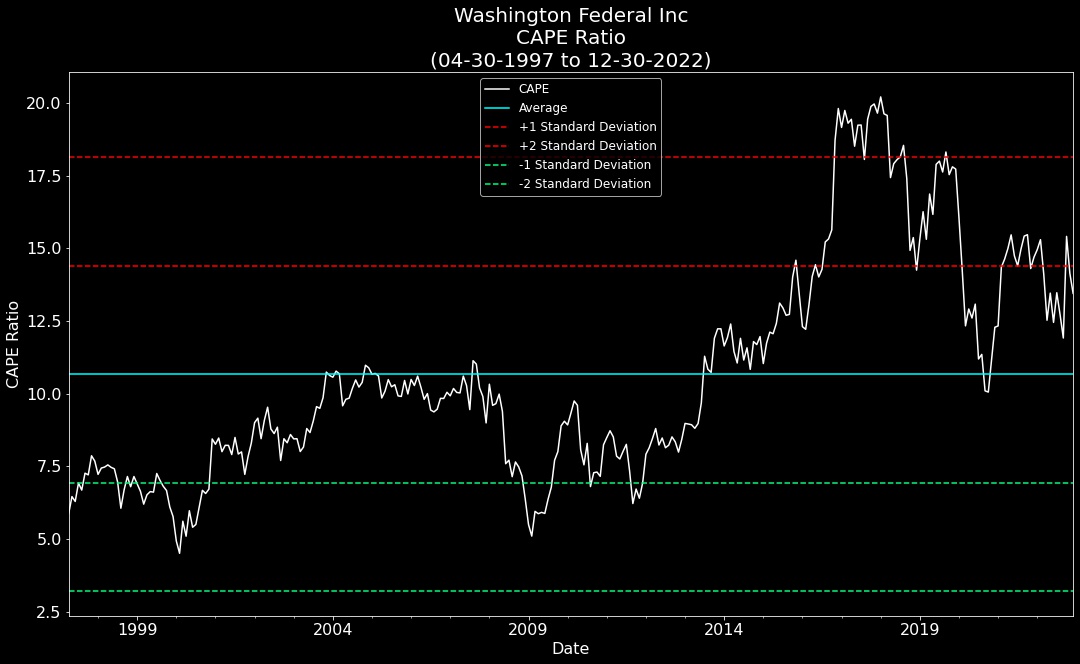 Washington Federal Inc
CAPE Ratio
(04-30-1997 to 12-30-2022)
CAPE
Average
+1 Standard Deviation
+2 Standard Deviation
-1 Standard Deviation
-2 Standard Deviation
CAPE Ratio
20.0
17.5
15.0
12.5
10.0
7.5
5.0
2.5
1999 2004 2009 2014 2019
Date